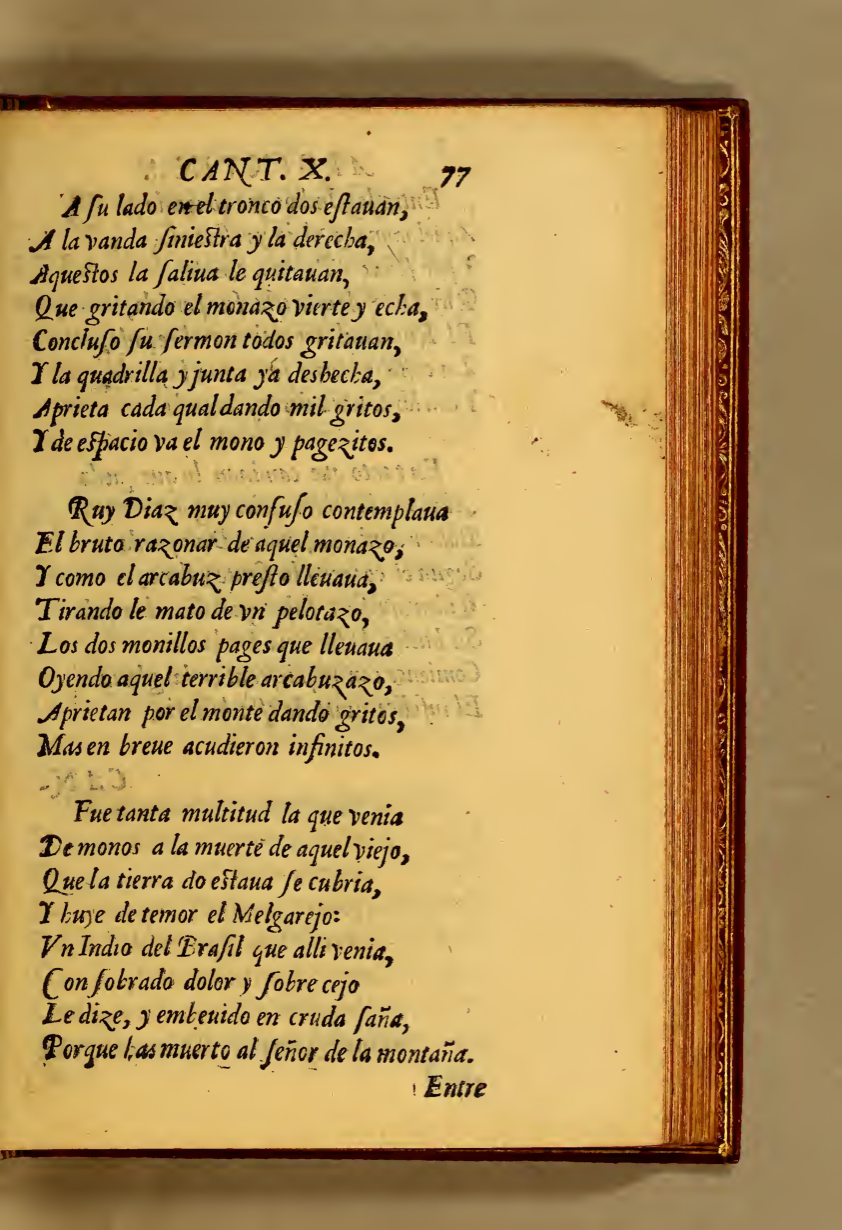 CANT. X. 77
A ſu lado en el tronco dos eſtauan,
A la vanda ſinieſtra y la derecha,
Aqueſtos la ſaliua le quitauan,
Que gritando el monazo vierte y echa,
Concluſo ſu ſermon todos gritauan,
Y la quadrilla y junta ya deshecha,
Aprieta cada qual dando mil gritos,
Y de eſpacio va el mono y pagezitos.
Ruy Diaz muy confuſo contemplaua
El bruto razonar de aquel monazo,
Y como el arcabuz preſto lleuaua,
Tirando le mato de vn pelotazo,
Los dos monillos pages que lleuaua
Oyendo aquel terrible arcabuzazo,
Aprietan por el monte dando gritos,
Mas en breue acudieron infinitos.
Fue tanta multitud la que venia
De monos a la muerte de aquel viejo,
Que la tierra do eſtaua ſe cubria,
Y huye de temor el Melgarejo:
Vn Indio del Braſil que alli venia,
Con ſobrado dolor y ſobre cejo
Le dize, y embeuido en cruda ſaña,
Porque has muerto al ſeñor de la montaña.
Entre